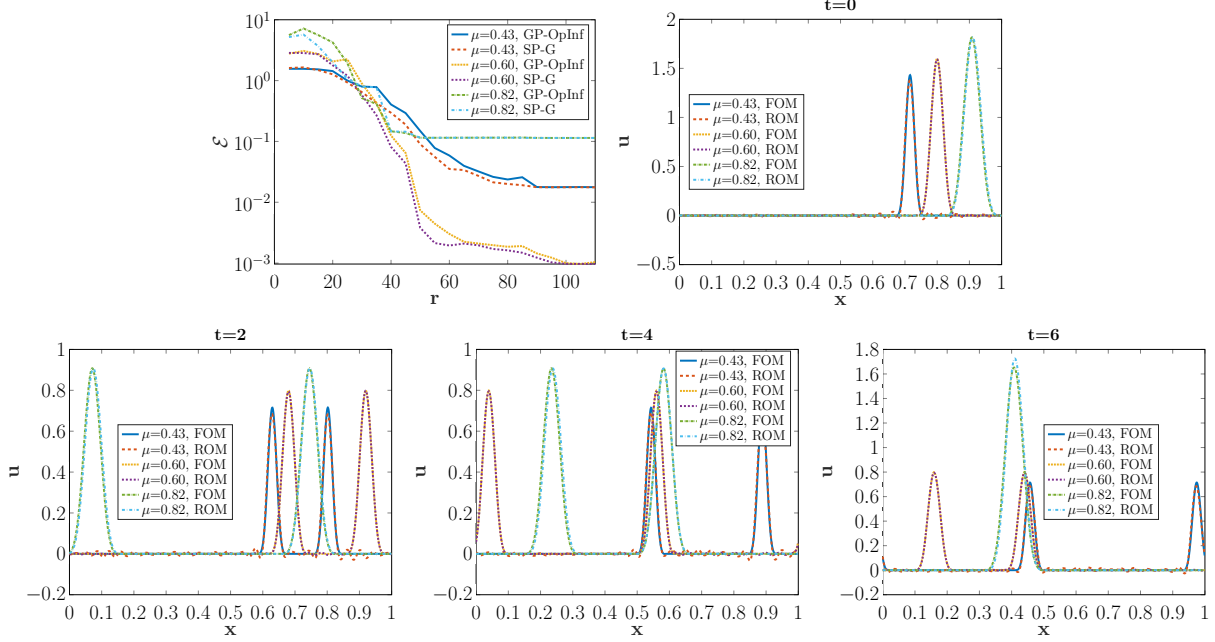 10^1
10^0
10^{-1}
10^{-2}
10^{-3}
ℰ
0 20 40 60 80 100
r
μ=0.43, GP-OpInf
μ=0.43, SP-G
μ=0.60, GP-OpInf
μ=0.60, SP-G
μ=0.82, GP-OpInf
μ=0.82, SP-G
t=0
2
1.5
1
0.5
0
−0.5
u
0 0.1 0.2 0.3 0.4 0.5 0.6 0.7 0.8 0.9 1
x
μ=0.43, FOM
μ=0.43, ROM
μ=0.60, FOM
μ=0.60, ROM
μ=0.82, FOM
μ=0.82, ROM
t=2
1
0.8
0.6
0.4
0.2
0
−0.2
u
0 0.1 0.2 0.3 0.4 0.5 0.6 0.7 0.8 0.9 1
x
μ=0.43, FOM
μ=0.43, ROM
μ=0.60, FOM
μ=0.60, ROM
μ=0.82, FOM
μ=0.82, ROM
t=4
1
0.8
0.6
0.4
0.2
0
−0.2
u
0 0.1 0.2 0.3 0.4 0.5 0.6 0.7 0.8 0.9 1
x
μ=0.43, FOM
μ=0.43, ROM
μ=0.60, FOM
μ=0.60, ROM
μ=0.82, FOM
μ=0.82, ROM
t=6
1.8
1.6
1.4
1.2
1
0.8
0.6
0.4
0.2
0
−0.2
u
0 0.1 0.2 0.3 0.4 0.5 0.6 0.7 0.8 0.9 1
x
μ=0.43, FOM
μ=0.43, ROM
μ=0.60, FOM
μ=0.60, ROM
μ=0.82, FOM
μ=0.82, ROM